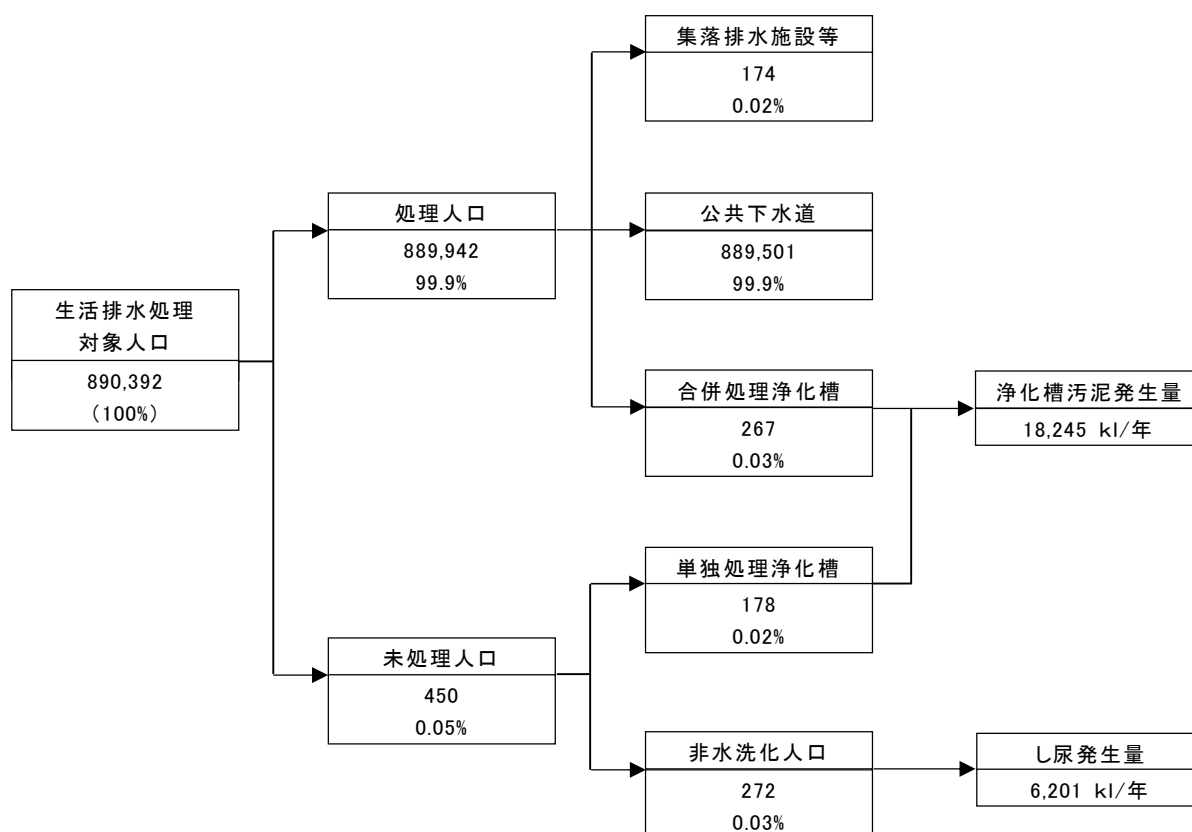 生活排水処理
対象人口
890,392
(100%)
処理人口
889,942
99.9%
未処理人口
450
0.05%
集落排水施設等
174
0.02%
公共下水道
889,501
99.9%
合併処理浄化槽
267
0.03%
単独処理浄化槽
178
0.02%
非水洗化人口
272
0.03%
浄化槽汚泥発生量
18,245 kl/年
し尿発生量
6,201 kl/年